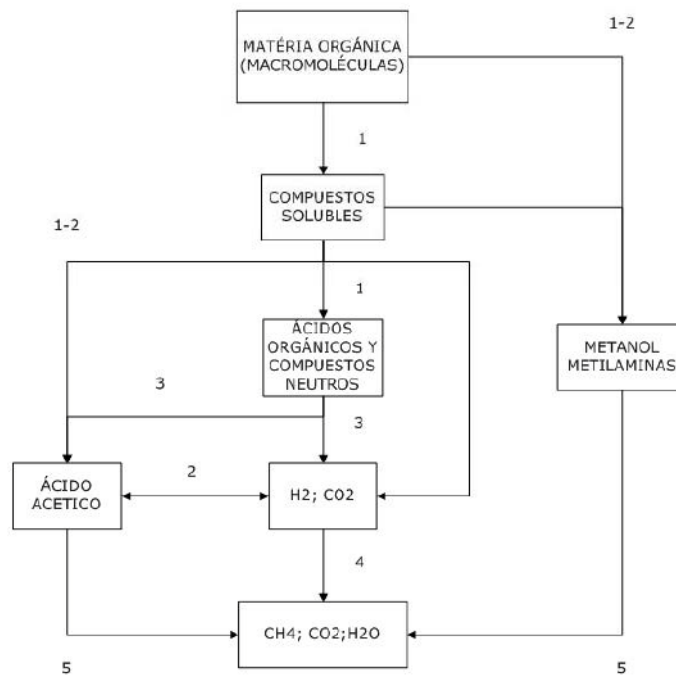 MATÉRIA ORGÁNICA
(MACROMOLÉCULAS)
1-2
1
COMPUESTOS
SOLUBLES
1-2
1
ÁCIDOS
ORGÁNICOS Y
COMPUESTOS
NEUTROS
METANOL
METILAMINAS
3
3
ÁCIDO
ACETICO
2
H2; CO2
4
CH4; CO2;H2O
5
5